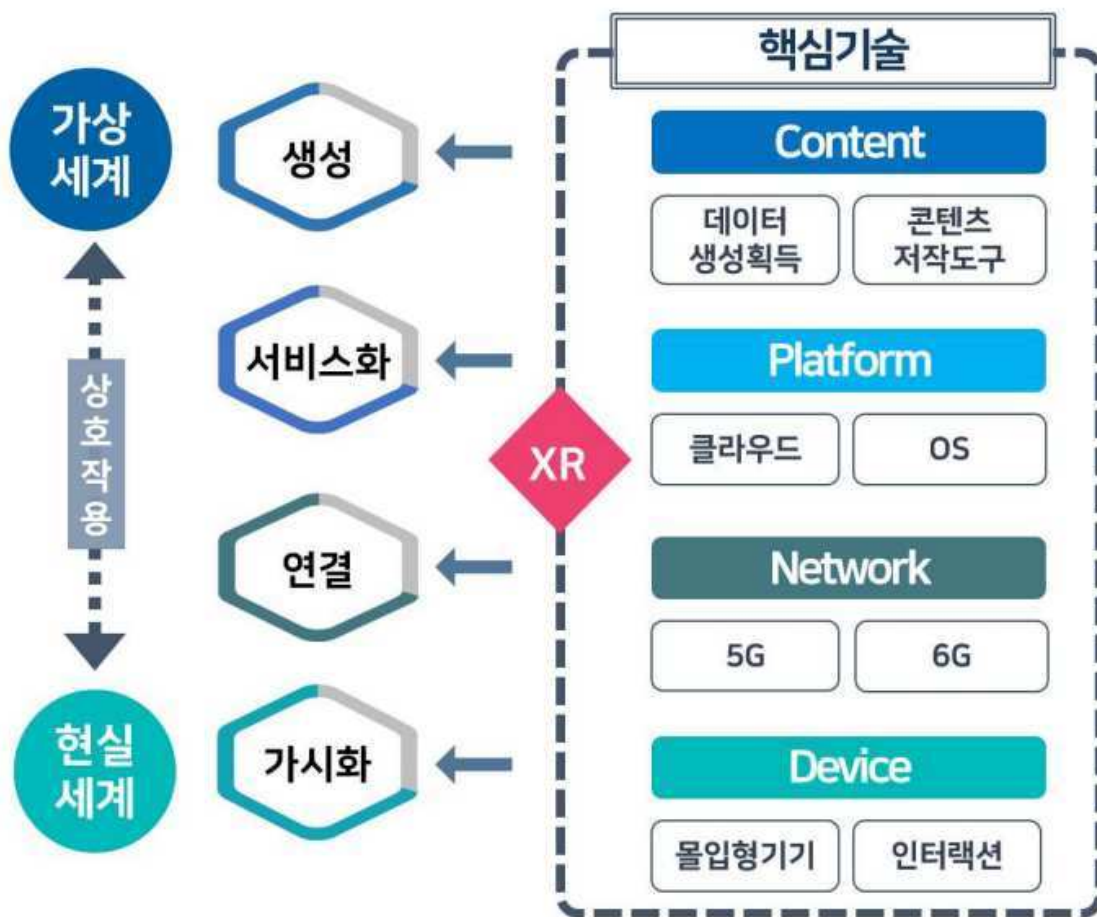 핵심기술
가상
세계
생성
Content
데이터
생성획득
콘텐츠
저작도구
서비스화
Platform
클라우드
OS
상호작용
XR
연결
Network
5G
6G
현실
세계
가시화
Device
몰입형기기
인터랙션